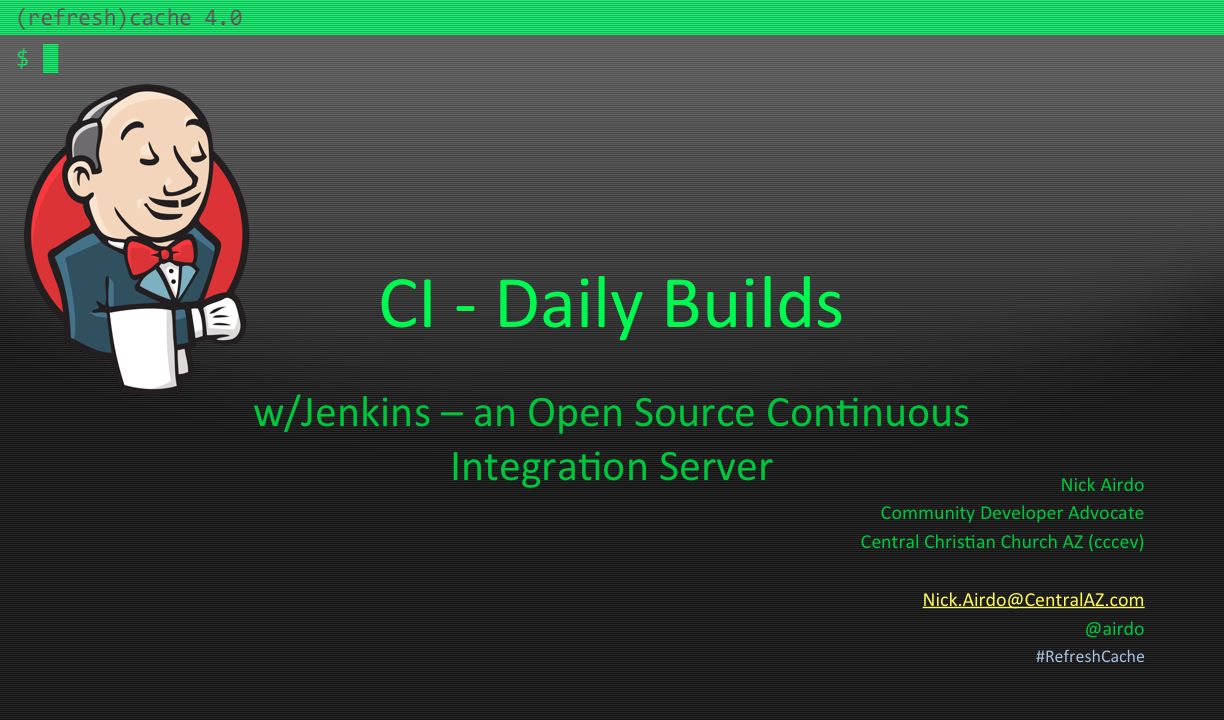 (refresh)cache 4.0
$
CI - Daily Builds
w/Jenkins – an Open Source Continuous
Integration Server
Nick Airdo
Community Developer Advocate
Central Christian Church AZ (cccev)
Nick.Airdo@CentralAZ.com
@airdo
#RefreshCache